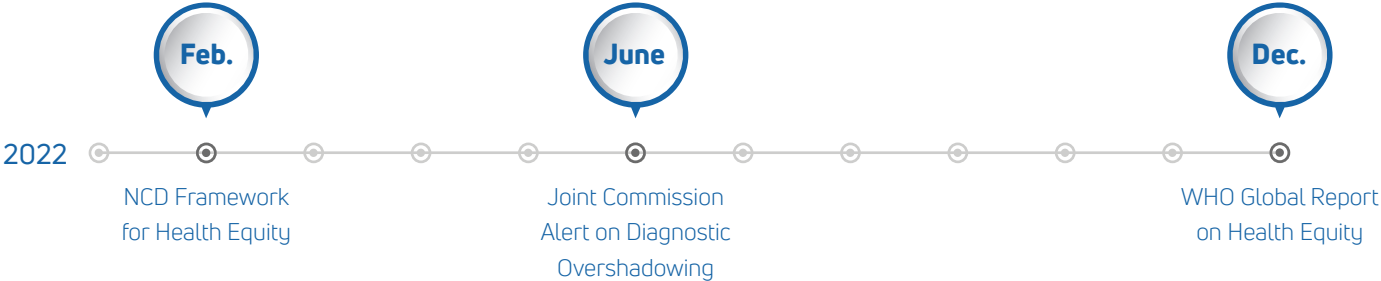 Feb.
June
Dec.
2022
NCD Framework
for Health Equity
Joint Commission
Alert on Diagnostic
Overshadowing
WHO Global Report
on Health Equity